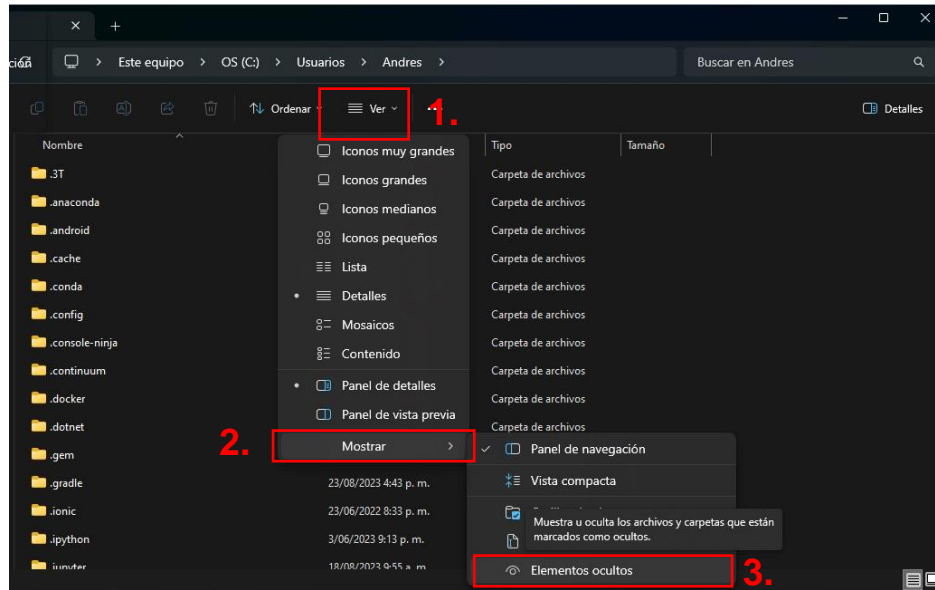 Este equipo > OS (C:) > Usuarios > Andres >
Buscar en Andres
Ordenar
Ver
1.
Detalles
Nombre
Tipo
Tamaño
Iconos muy grandes
Iconos grandes
Iconos medianos
Iconos pequeños
Lista
Detalles
Mosaicos
Contenido
Panel de detalles
Panel de vista previa
2.
Mostrar
.3T
Carpeta de archivos
.anaconda
Carpeta de archivos
.android
Carpeta de archivos
.cache
Carpeta de archivos
.conda
Carpeta de archivos
.config
Carpeta de archivos
.console-ninja
Carpeta de archivos
.continuum
Carpeta de archivos
.docker
Carpeta de archivos
.dotnet
Carpeta de archivos
.gem
.gradle
23/08/2023 4:43 p. m.
.ionic
23/06/2022 8:33 p. m.
.ipython
3/06/2023 9:13 p. m.
.jupyter
18/08/2023 9:55 a. m.
Panel de navegación
Vista compacta
Muestra u oculta los archivos y carpetas que están
marcados como ocultos.
Elementos ocultos
3.